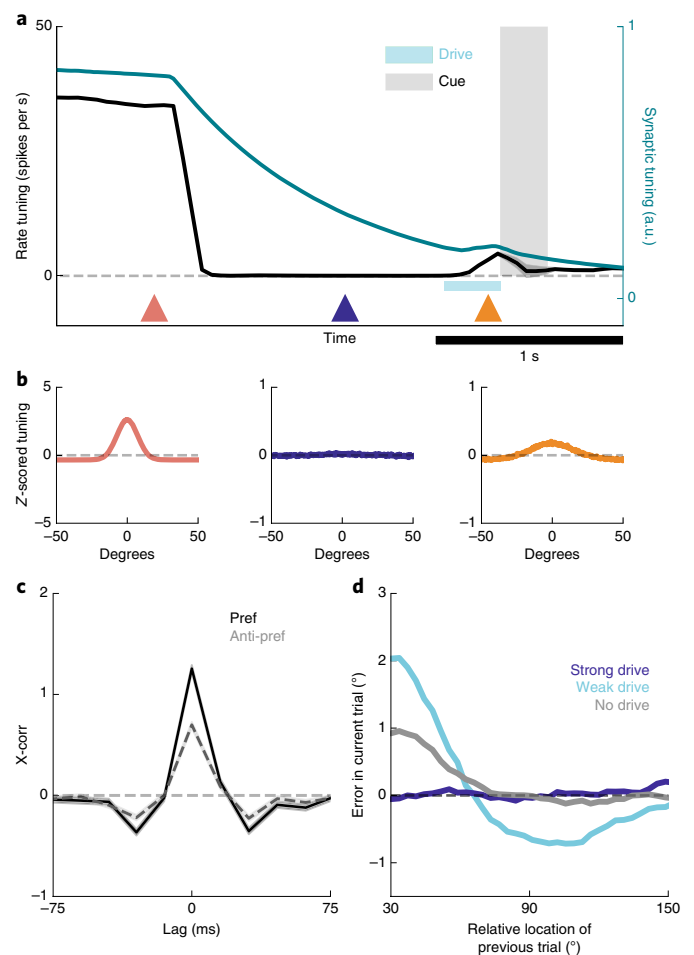 a
50
1
Drive
Cue
Rate tuning (spikes per s)
Synaptic tuning (a.u.)
0
0
Time
1 s
b
5
1
1
Z-scored tuning
0
0
0
–5
–1
–1
–50 0 50
–50 0 50
–50 0 50
Degrees
Degrees
Degrees
c
2
Pref
Anti-pref
X-corr
1
0
–1
–75 0 75
Lag (ms)
d
3
Strong drive
Weak drive
No drive
2
Error in current trial (°)
1
0
–1
30 90 150
Relative location of
previous trial (°)